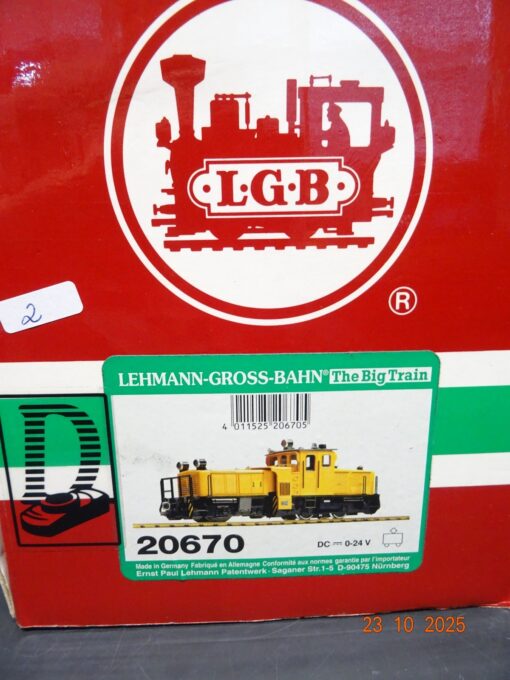 L·G·B
®
2
LEHMANN-GROSS-BAHN® The Big Train
4 011525 206705
D
20670
DC 0-24 V
Made in Germany Fabriqué en Allemagne Conformité aux normes garantie par l'importateur
Ernst Paul Lehmann Patentwerk · Saganer Str. 1-5 D-90475 Nürnberg
23 10 2025